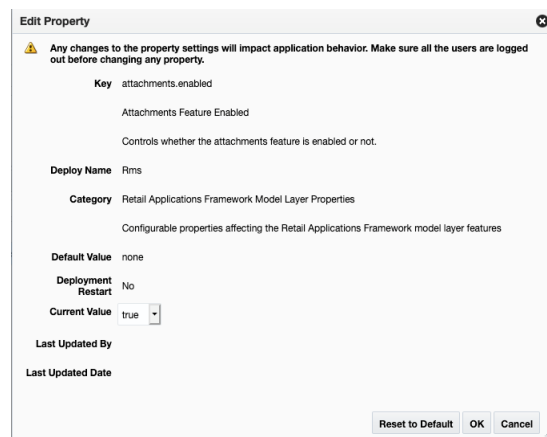 Edit Property
Any changes to the property settings will impact application behavior. Make sure all the users are logged
out before changing any property.
Key attachments.enabled
Attachments Feature Enabled
Controls whether the attachments feature is enabled or not.
Deploy Name Rms
Category Retail Applications Framework Model Layer Properties
Configurable properties affecting the Retail Applications Framework model layer features
Default Value none
Deployment
Restart No
Current Value true
Last Updated By
Last Updated Date
Reset to Default OK Cancel